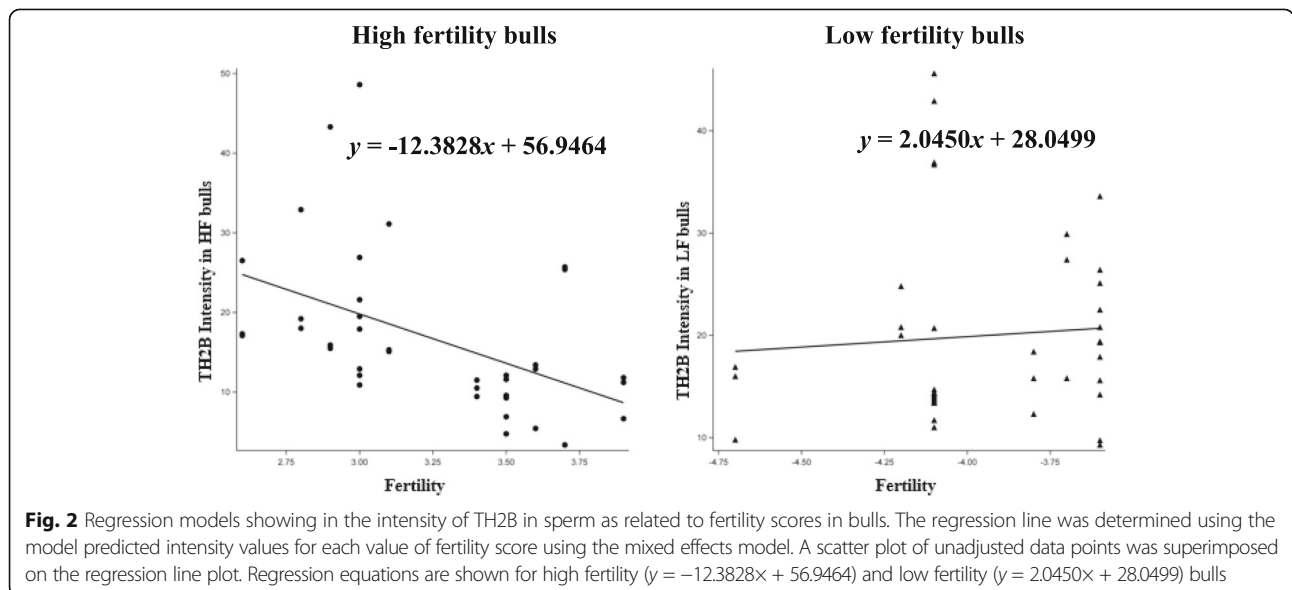 High fertility bulls
Low fertility bulls
TH2B Intensity in HF bulls
50
40
30
20
10
y = -12.3828x + 56.9464
2.75
3.00
3.25
3.50
3.75
Fertility
TH2B Intensity in LF bulls
40
30
20
10
y = 2.0450x + 28.0499
-4.75
-4.50
-4.25
-4.00
-3.75
Fertility
Fig. 2 Regression models showing in the intensity of TH2B in sperm as related to fertility scores in bulls. The regression line was determined using the
model predicted intensity values for each value of fertility score using the mixed effects model. A scatter plot of unadjusted data points was superimposed
on the regression line plot. Regression equations are shown for high fertility (y = −12.3828× + 56.9464) and low fertility (y = 2.0450× + 28.0499) bulls